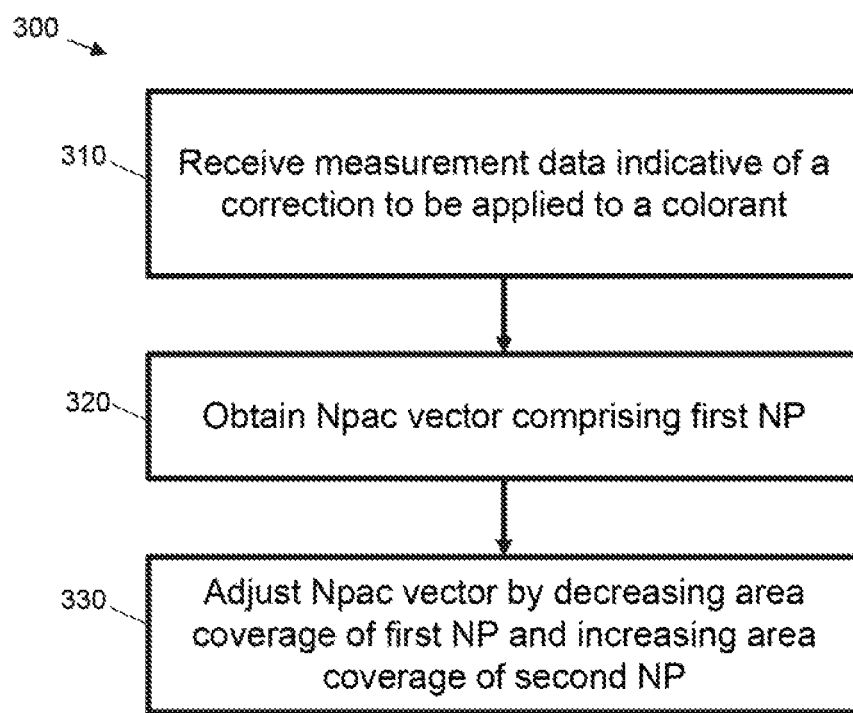 300
310
Receive measurement data indicative of a
correction to be applied to a colorant
320
Obtain Npac vector comprising first NP
330
Adjust Npac vector by decreasing area
coverage of first NP and increasing area
coverage of second NP